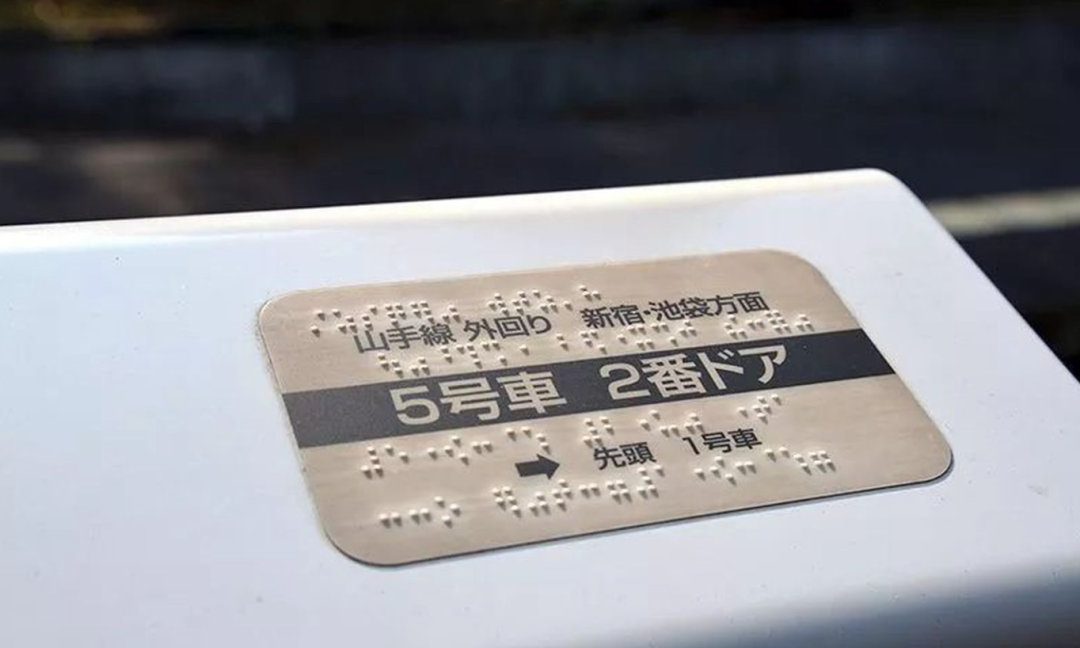 山手線 外回り 新宿・池袋方面
5号車 2番ドア
➡ 先頭 1号車